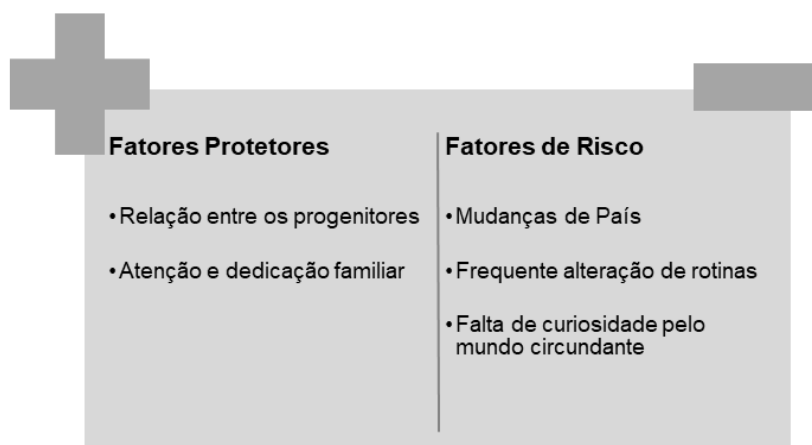 Fatores Protetores
• Relação entre os progenitores
• Atenção e dedicação familiar
Fatores de Risco
• Mudanças de País
• Frequente alteração de rotinas
• Falta de curiosidade pelo
mundo circundante